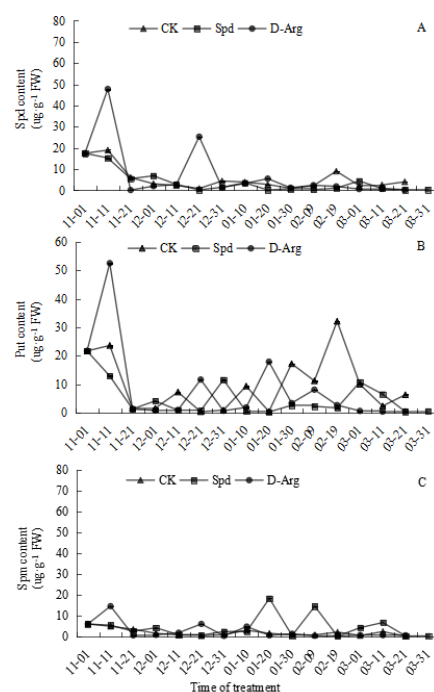 CK Spd D-Arg A
Spd content
(ug·g-1 FW)
80
70
60
50
40
30
20
10
0
11-01 11-11 11-21 12-01 12-11 12-21 12-31 01-10 01-20 01-30 02-09 02-19 03-01 03-11 03-21 03-31
CK Spd D-Arg B
Put content
(ug·g-1 FW)
60
50
40
30
20
10
0
11-01 11-11 11-21 12-01 12-11 12-21 12-31 01-10 01-20 01-30 02-09 02-19 03-01 03-11 03-21 03-31
CK Spd D-Arg C
Spm content
(ug·g-1 FW)
80
70
60
50
40
30
20
10
0
11-01 11-11 11-21 12-01 12-11 12-21 12-31 01-10 01-20 01-30 02-09 02-19 03-01 03-11 03-21 03-31
Time of treatment